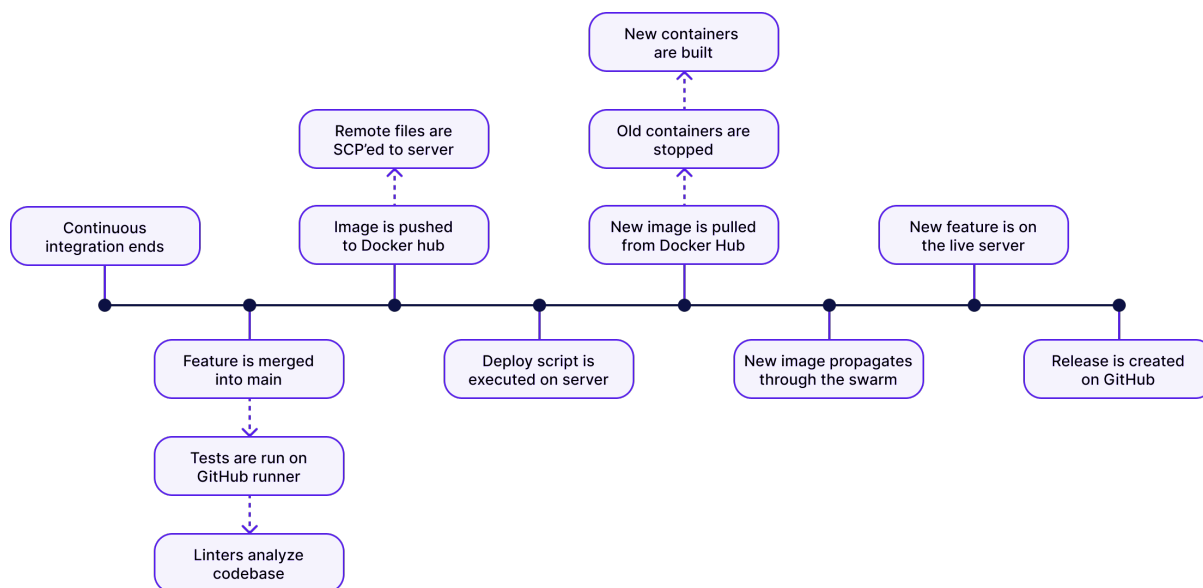 New containers
are built
Remote files are
SCP'ed to server
Old containers are
stopped
Continuous
integration ends
Image is pushed
to Docker hub
New image is pulled
from Docker Hub
New feature is on
the live server
Feature is merged
into main
Deploy script is
executed on server
New image propagates
through the swarm
Release is created
on GitHub
Tests are run on
GitHub runner
Linters analyze
codebase